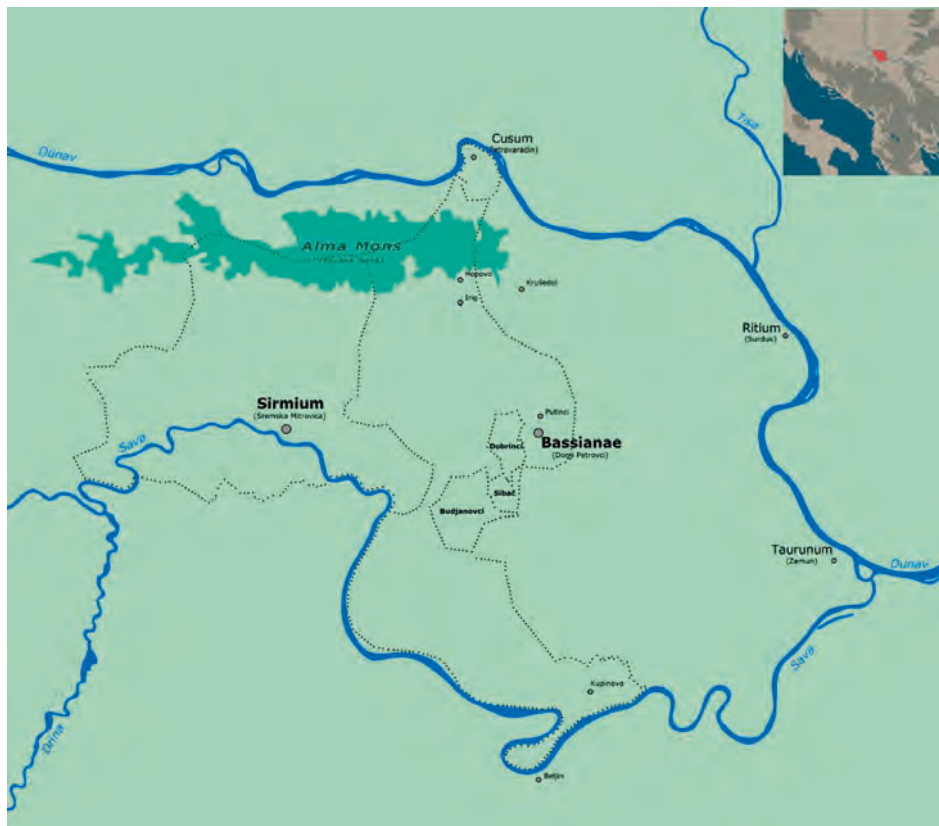 Cusum
(Petrovaradin)
Tisa
Dunav
Alma Mons
Hopovo
Krušedol
Irig
Ritium
(Surduk)
Sirmium
(Sremska Mitrovica)
Putinci
Sava
Dobrinci
Bassianae
(Donji Petrovci)
Sibač
Budjanovci
Taurunum
(Zemun)
Dunav
Sava
Kupinovo
Drina
Beljin